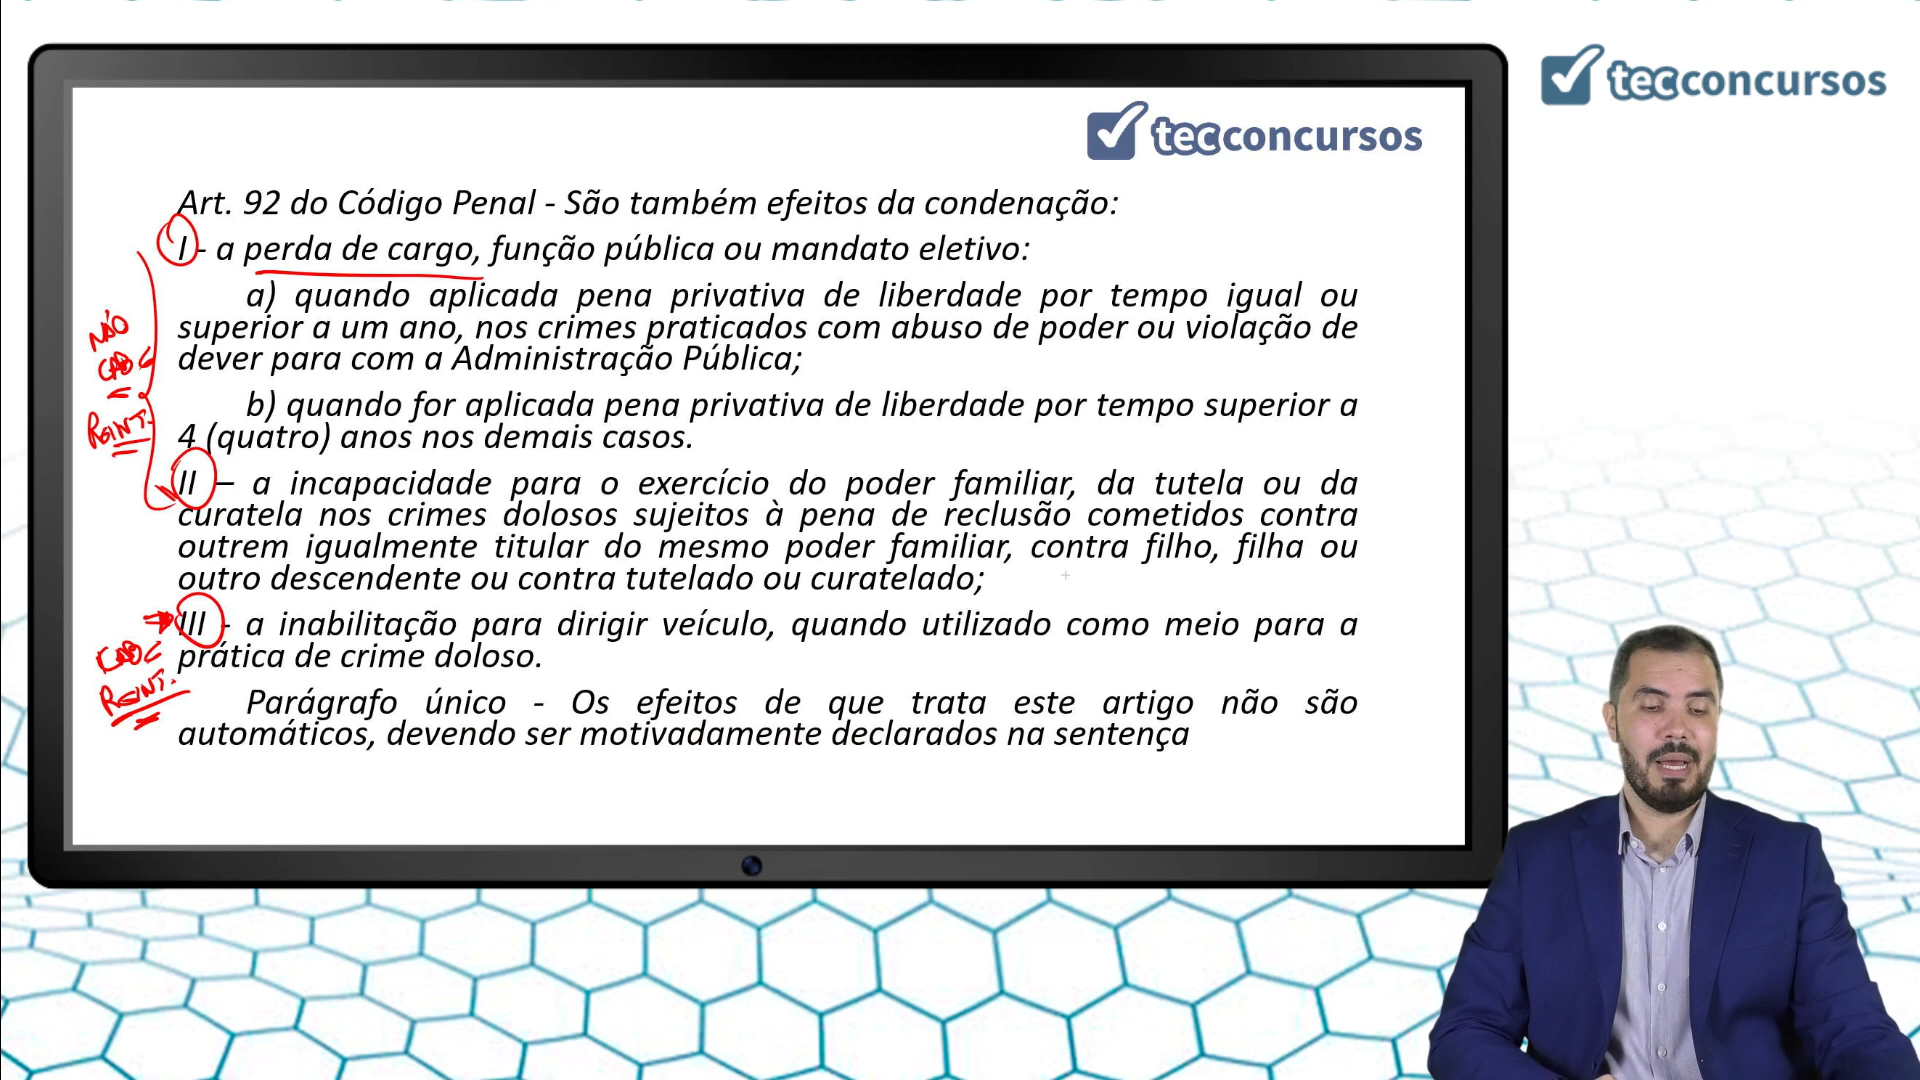 tecconcursos
tecconcursos
Art. 92 do Código Penal - São também efeitos da condenação:
I - a perda de cargo, função pública ou mandato eletivo:
a) quando aplicada pena privativa de liberdade por tempo igual ou
superior a um ano, nos crimes praticados com abuso de poder ou violação de
dever para com a Administração Pública;
b) quando for aplicada pena privativa de liberdade por tempo superior a
4 (quatro) anos nos demais casos.
NÃO
CABE
REINT.
II – a incapacidade para o exercício do poder familiar, da tutela ou da
curatela nos crimes dolosos sujeitos à pena de reclusão cometidos contra
outrem igualmente titular do mesmo poder familiar, contra filho, filha ou
outro descendente ou contra tutelado ou curatelado;
III - a inabilitação para dirigir veículo, quando utilizado como meio para a
prática de crime doloso.
CABE
REINT.
Parágrafo único - Os efeitos de que trata este artigo não são
automáticos, devendo ser motivadamente declarados na sentença